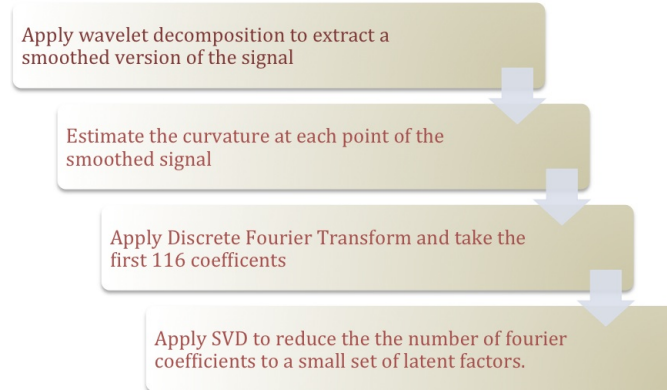 Apply wavelet decomposition to extract a
smoothed version of the signal
Estimate the curvature at each point of the
smoothed signal
Apply Discrete Fourier Transform and take the
first 116 coefficents
Apply SVD to reduce the the number of fourier
coefficients to a small set of latent factors.